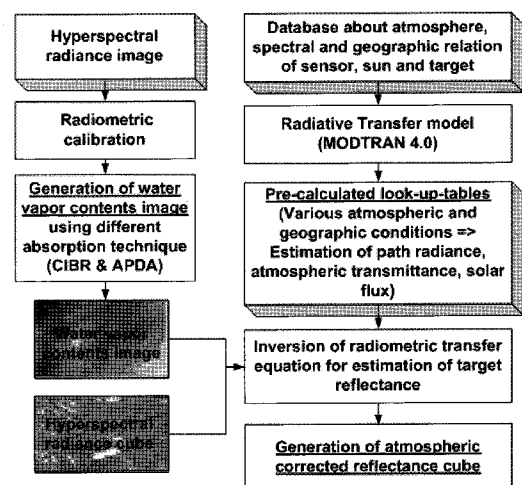 Hyperspectral
radiance image
Radiometric
calibration
Generation of water
vapor contents image
using different
absorption technique
(CIBR & APDA)
Water vapor
contents image
Hyperspectral
radiance cube
Database about atmosphere,
spectral and geographic relation
of sensor, sun and target
Radiative Transfer model
(MODTRAN 4.0)
Pre-calculated look-up-tables
(Various atmospheric and
geographic conditions =>
Estimation of path radiance,
atmospheric transmittance, solar
flux)
Inversion of radiometric transfer
equation for estimation of target
reflectance
Generation of atmospheric
corrected reflectance cube